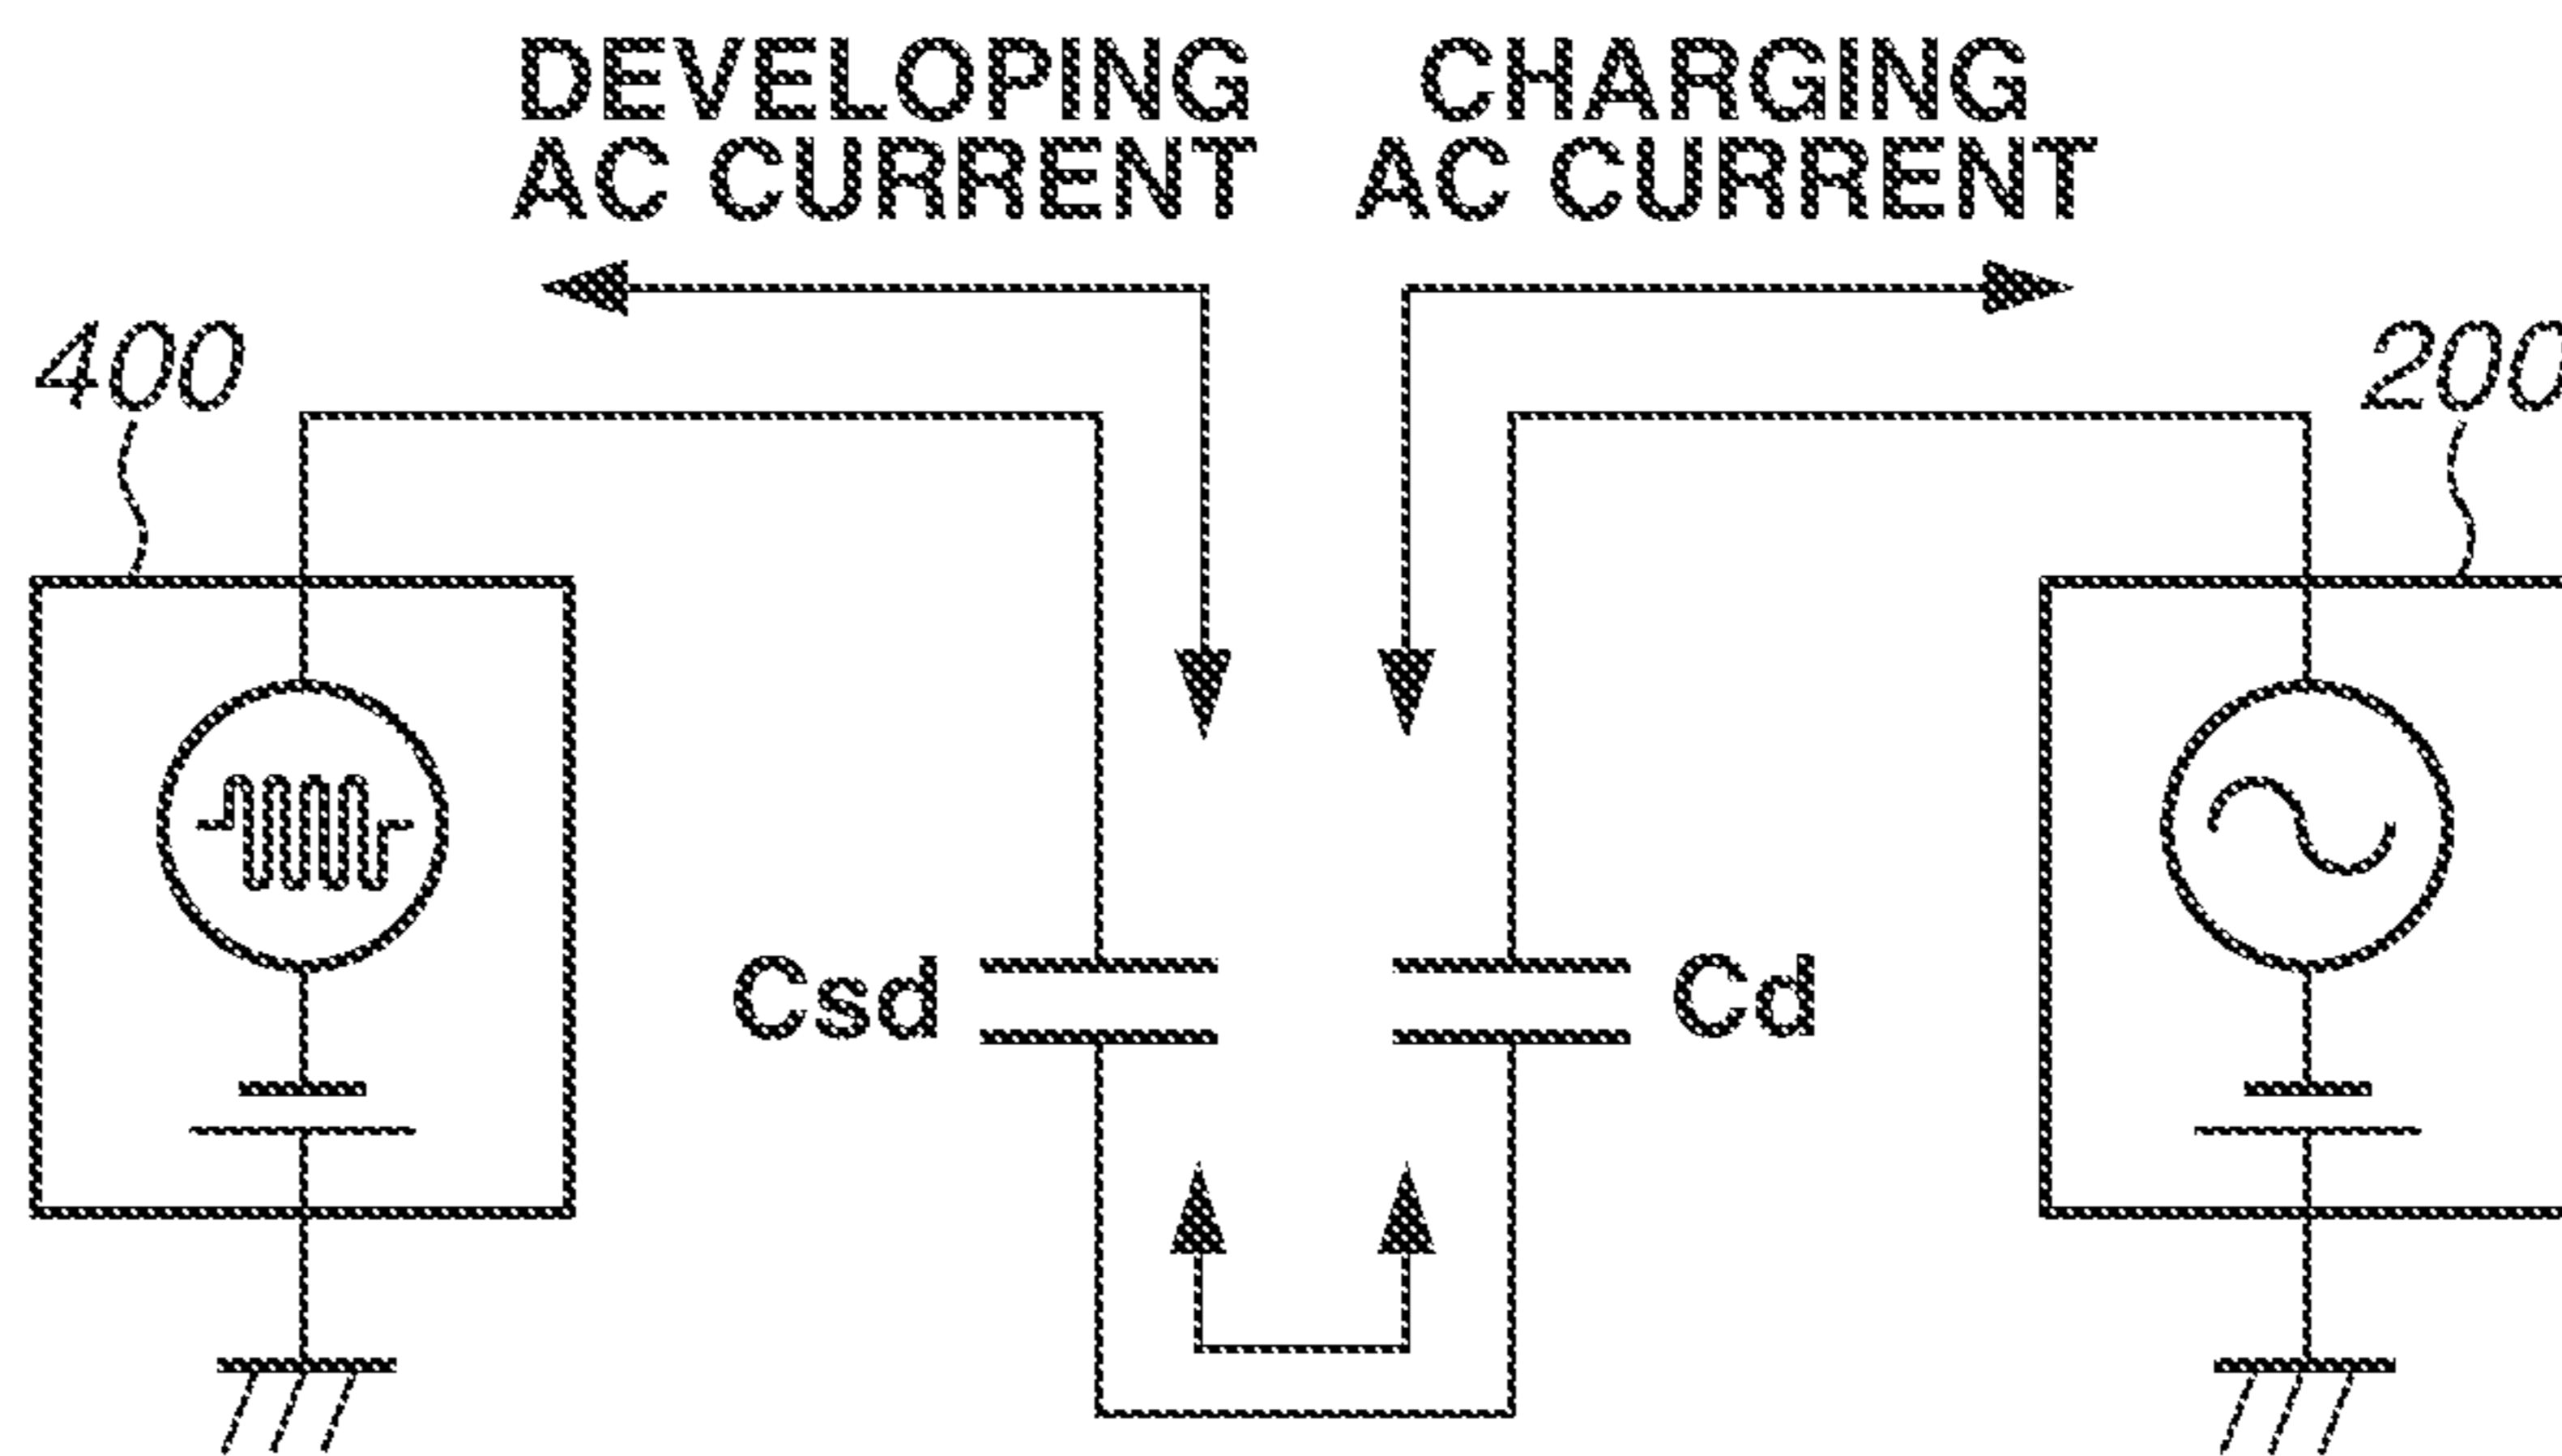 DEVELOPING
AC CURRENT
CHARGING
AC CURRENT
400
200
Csd
Cd